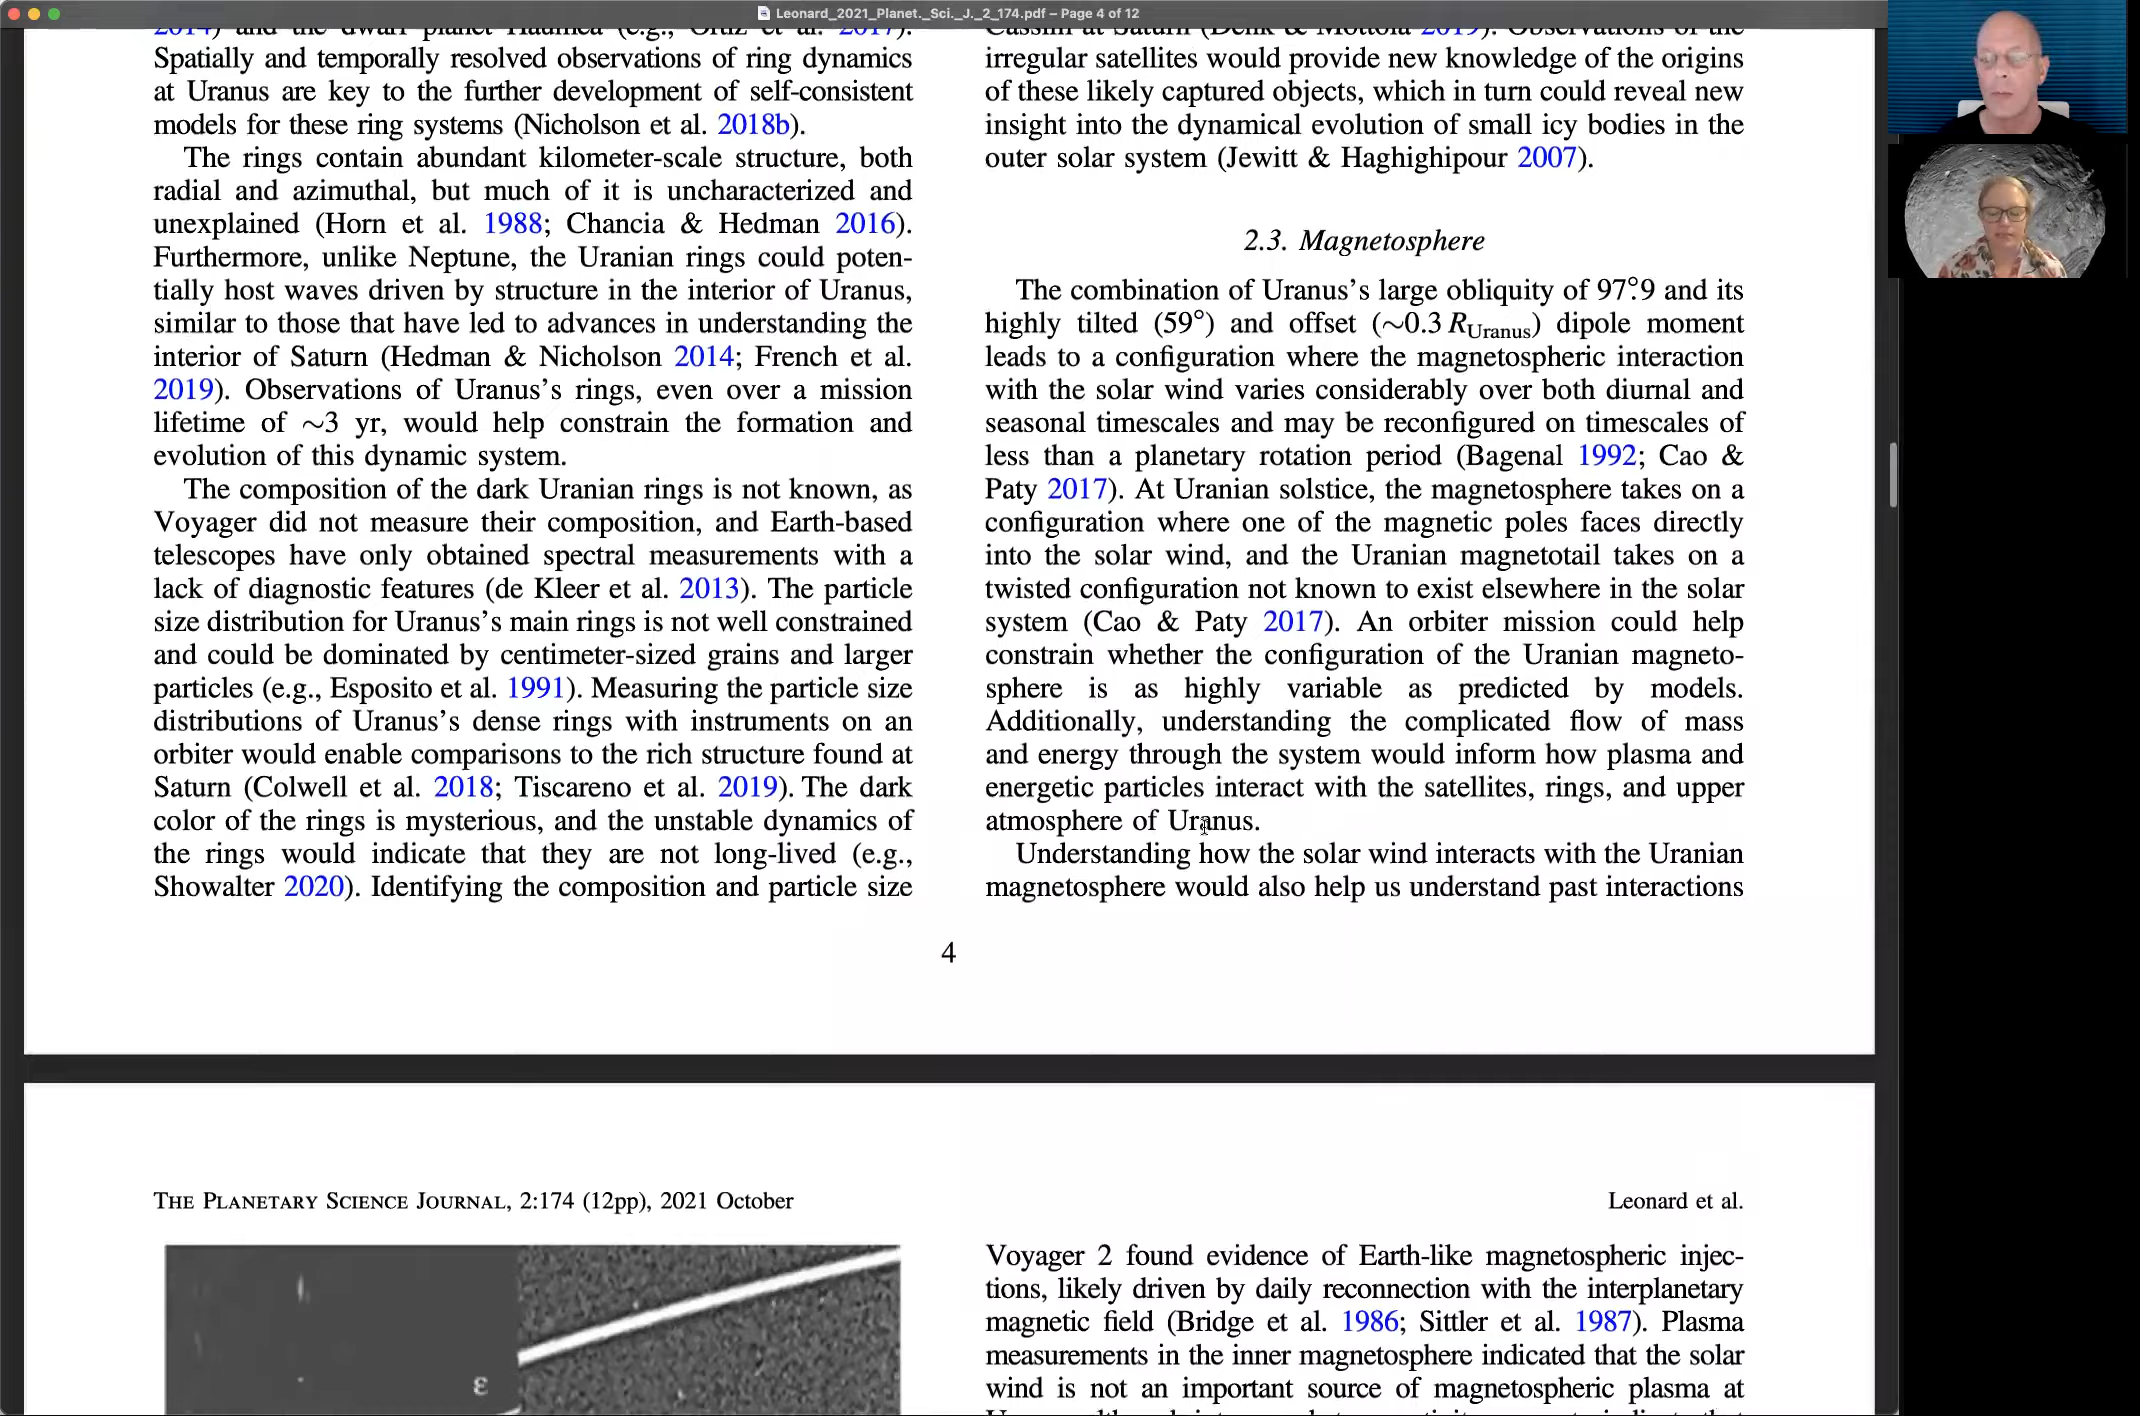 Leonard_2021_Planet._Sci._J._2_174.pdf – Page 4 of 12
2014) and the dwarf planet Haumea (e.g., Ortiz et al. 2017).
Spatially and temporally resolved observations of ring dynamics
at Uranus are key to the further development of self-consistent
models for these ring systems (Nicholson et al. 2018b).
The rings contain abundant kilometer-scale structure, both
radial and azimuthal, but much of it is uncharacterized and
unexplained (Horn et al. 1988; Chancia & Hedman 2016).
Furthermore, unlike Neptune, the Uranian rings could poten-
tially host waves driven by structure in the interior of Uranus,
similar to those that have led to advances in understanding the
interior of Saturn (Hedman & Nicholson 2014; French et al.
2019). Observations of Uranus's rings, even over a mission
lifetime of ∼3 yr, would help constrain the formation and
evolution of this dynamic system.
The composition of the dark Uranian rings is not known, as
Voyager did not measure their composition, and Earth-based
telescopes have only obtained spectral measurements with a
lack of diagnostic features (de Kleer et al. 2013). The particle
size distribution for Uranus's main rings is not well constrained
and could be dominated by centimeter-sized grains and larger
particles (e.g., Esposito et al. 1991). Measuring the particle size
distributions of Uranus's dense rings with instruments on an
orbiter would enable comparisons to the rich structure found at
Saturn (Colwell et al. 2018; Tiscareno et al. 2019). The dark
color of the rings is mysterious, and the unstable dynamics of
the rings would indicate that they are not long-lived (e.g.,
Showalter 2020). Identifying the composition and particle size
Cassini at Saturn (Denk & Mottola 2019). Observations of the
irregular satellites would provide new knowledge of the origins
of these likely captured objects, which in turn could reveal new
insight into the dynamical evolution of small icy bodies in the
outer solar system (Jewitt & Haghighipour 2007).
2.3. Magnetosphere
The combination of Uranus's large obliquity of 97°.9 and its
highly tilted (59°) and offset (∼0.3 RUranus) dipole moment
leads to a configuration where the magnetospheric interaction
with the solar wind varies considerably over both diurnal and
seasonal timescales and may be reconfigured on timescales of
less than a planetary rotation period (Bagenal 1992; Cao &
Paty 2017). At Uranian solstice, the magnetosphere takes on a
configuration where one of the magnetic poles faces directly
into the solar wind, and the Uranian magnetotail takes on a
twisted configuration not known to exist elsewhere in the solar
system (Cao & Paty 2017). An orbiter mission could help
constrain whether the configuration of the Uranian magneto-
sphere is as highly variable as predicted by models.
Additionally, understanding the complicated flow of mass
and energy through the system would inform how plasma and
energetic particles interact with the satellites, rings, and upper
atmosphere of Uranus.
Understanding how the solar wind interacts with the Uranian
magnetosphere would also help us understand past interactions
4
THE PLANETARY SCIENCE JOURNAL, 2:174 (12pp), 2021 October
Leonard et al.
ε
Voyager 2 found evidence of Earth-like magnetospheric injec-
tions, likely driven by daily reconnection with the interplanetary
magnetic field (Bridge et al. 1986; Sittler et al. 1987). Plasma
measurements in the inner magnetosphere indicated that the solar
wind is not an important source of magnetospheric plasma at